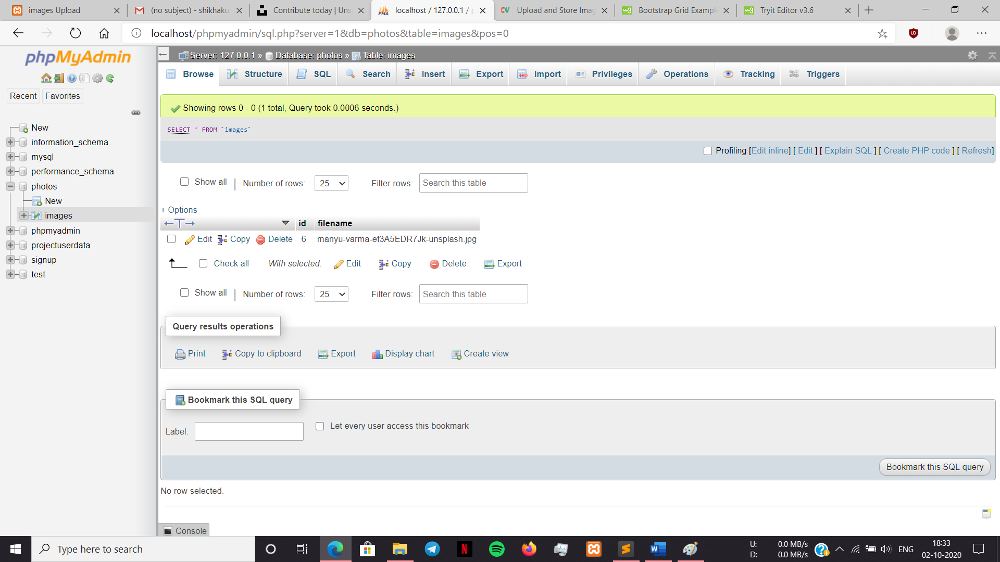 images Upload
(no subject) - shikhaku
Contribute today | Uns
localhost / 127.0.0.1 / p
Upload and Store Imag
Bootstrap Grid Example
Tryit Editor v3.6
localhost/phpmyadmin/sql.php?server=1&db=photos&table=images&pos=0
phpMyAdmin
Recent
Favorites
New
information_schema
mysql
performance_schema
photos
New
images
phpmyadmin
projectuserdata
signup
test
Server: 127.0.0.1 » Database: photos » Table: images
Browse Structure SQL Search Insert Export Import Privileges Operations Tracking Triggers
Showing rows 0 - 0 (1 total, Query took 0.0006 seconds.)
SELECT * FROM `images`
Profiling [Edit inline] [ Edit ] [ Explain SQL ] [ Create PHP code ] [ Refresh]
Show all | Number of rows: 25 Filter rows: Search this table
+ Options
←T→ id filename
Edit Copy Delete 6 manyu-varma-ef3A5EDR7Jk-unsplash.jpg
Check all With selected: Edit Copy Delete Export
Show all | Number of rows: 25 Filter rows: Search this table
Query results operations
Print Copy to clipboard Export Display chart Create view
Bookmark this SQL query
Label: Let every user access this bookmark
Bookmark this SQL query
No row selected.
Console
Type here to search
U: 0.0 MB/s
D: 0.0 MB/s
ENG
18:33
02-10-2020